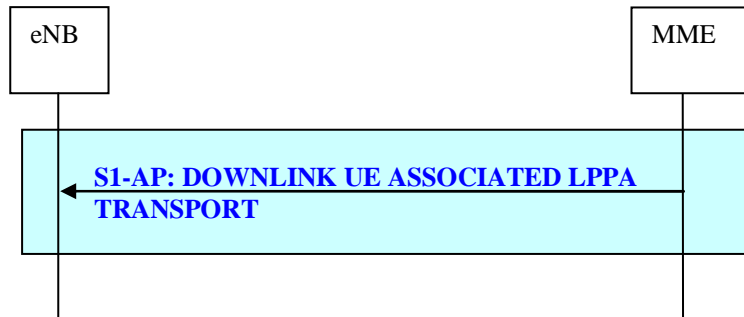 eNB
MME
S1-AP: DOWNLINK UE ASSOCIATED LPPA
TRANSPORT